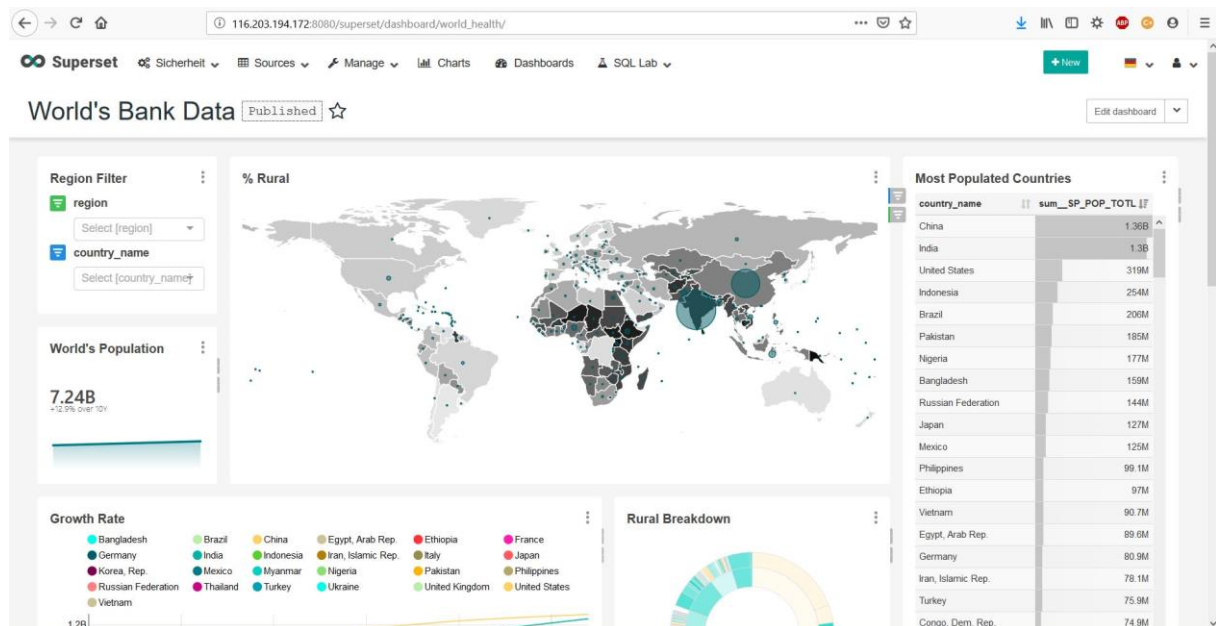 116.203.194.172:8080/superset/dashboard/world_health/
ABP
Superset Sicherheit Sources Manage Charts Dashboards SQL Lab + New
World's Bank Data Published Edit dashboard
Region Filter
region
Select [region]
country_name
Select [country_name]
World's Population
7.24B
+12.9% over 10Y
% Rural
Most Populated Countries
country_name sum__SP_POP_TOTL
China 1.36B
India 1.3B
United States 319M
Indonesia 254M
Brazil 206M
Pakistan 185M
Nigeria 177M
Bangladesh 159M
Russian Federation 144M
Japan 127M
Mexico 125M
Philippines 99.1M
Ethiopia 97M
Vietnam 90.7M
Egypt, Arab Rep. 89.6M
Germany 80.9M
Iran, Islamic Rep. 78.1M
Turkey 75.9M
Congo, Dem. Rep. 74.9M
Growth Rate
Bangladesh Brazil China Egypt, Arab Rep. Ethiopia France
Germany India Indonesia Iran, Islamic Rep. Italy Japan
Korea, Rep. Mexico Myanmar Nigeria Pakistan Philippines
Russian Federation Thailand Turkey Ukraine United Kingdom United States
Vietnam
1.2B
Rural Breakdown